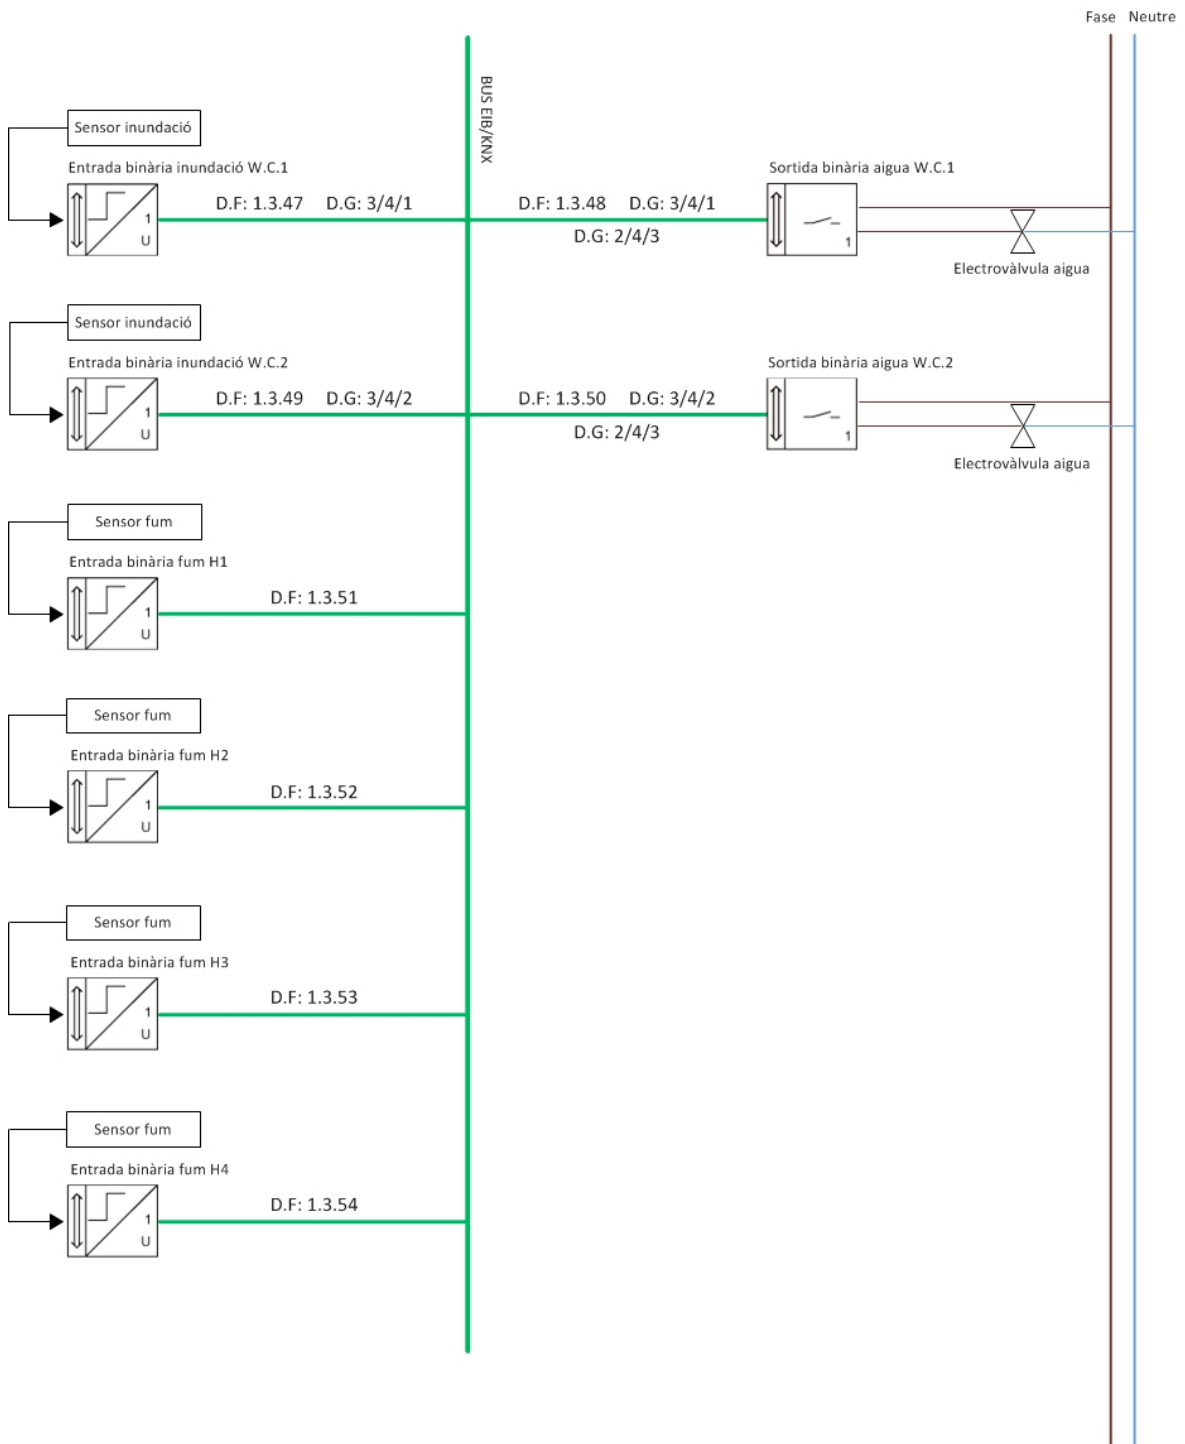 Fase Neutre
BUS EIB/KNX
Sensor inundació
Entrada binària inundació W.C.1
1
U
D.F: 1.3.47 D.G: 3/4/1
D.F: 1.3.48 D.G: 3/4/1
D.G: 2/4/3
Sortida binària aigua W.C.1
1
Electrovàlvula aigua
Sensor inundació
Entrada binària inundació W.C.2
1
U
D.F: 1.3.49 D.G: 3/4/2
D.F: 1.3.50 D.G: 3/4/2
D.G: 2/4/3
Sortida binària aigua W.C.2
1
Electrovàlvula aigua
Sensor fum
Entrada binària fum H1
1
U
D.F: 1.3.51
Sensor fum
Entrada binària fum H2
1
U
D.F: 1.3.52
Sensor fum
Entrada binària fum H3
1
U
D.F: 1.3.53
Sensor fum
Entrada binària fum H4
1
U
D.F: 1.3.54